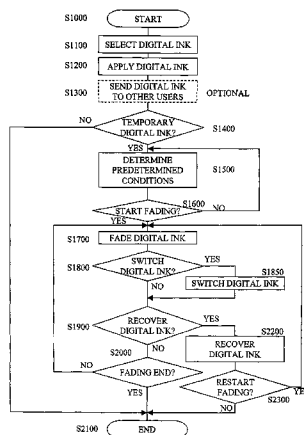 S1000 START
S1100 SELECT DIGITAL INK
S1200 APPLY DIGITAL INK
S1300 SEND DIGITAL INK TO OTHER USERS OPTIONAL
NO TEMPORARY DIGITAL INK? S1400
YES
DETERMINE PREDETERMINED CONDITIONS S1500
S1600
START FADING? NO
YES
S1700 FADE DIGITAL INK
S1800 SWITCH DIGITAL INK? YES S1850
SWITCH DIGITAL INK
NO
S1900 RECOVER DIGITAL INK? YES S2200
RECOVER DIGITAL INK
NO
S2000
NO FADING END? RESTART FADING? YES
S2300
YES NO
S2100 END